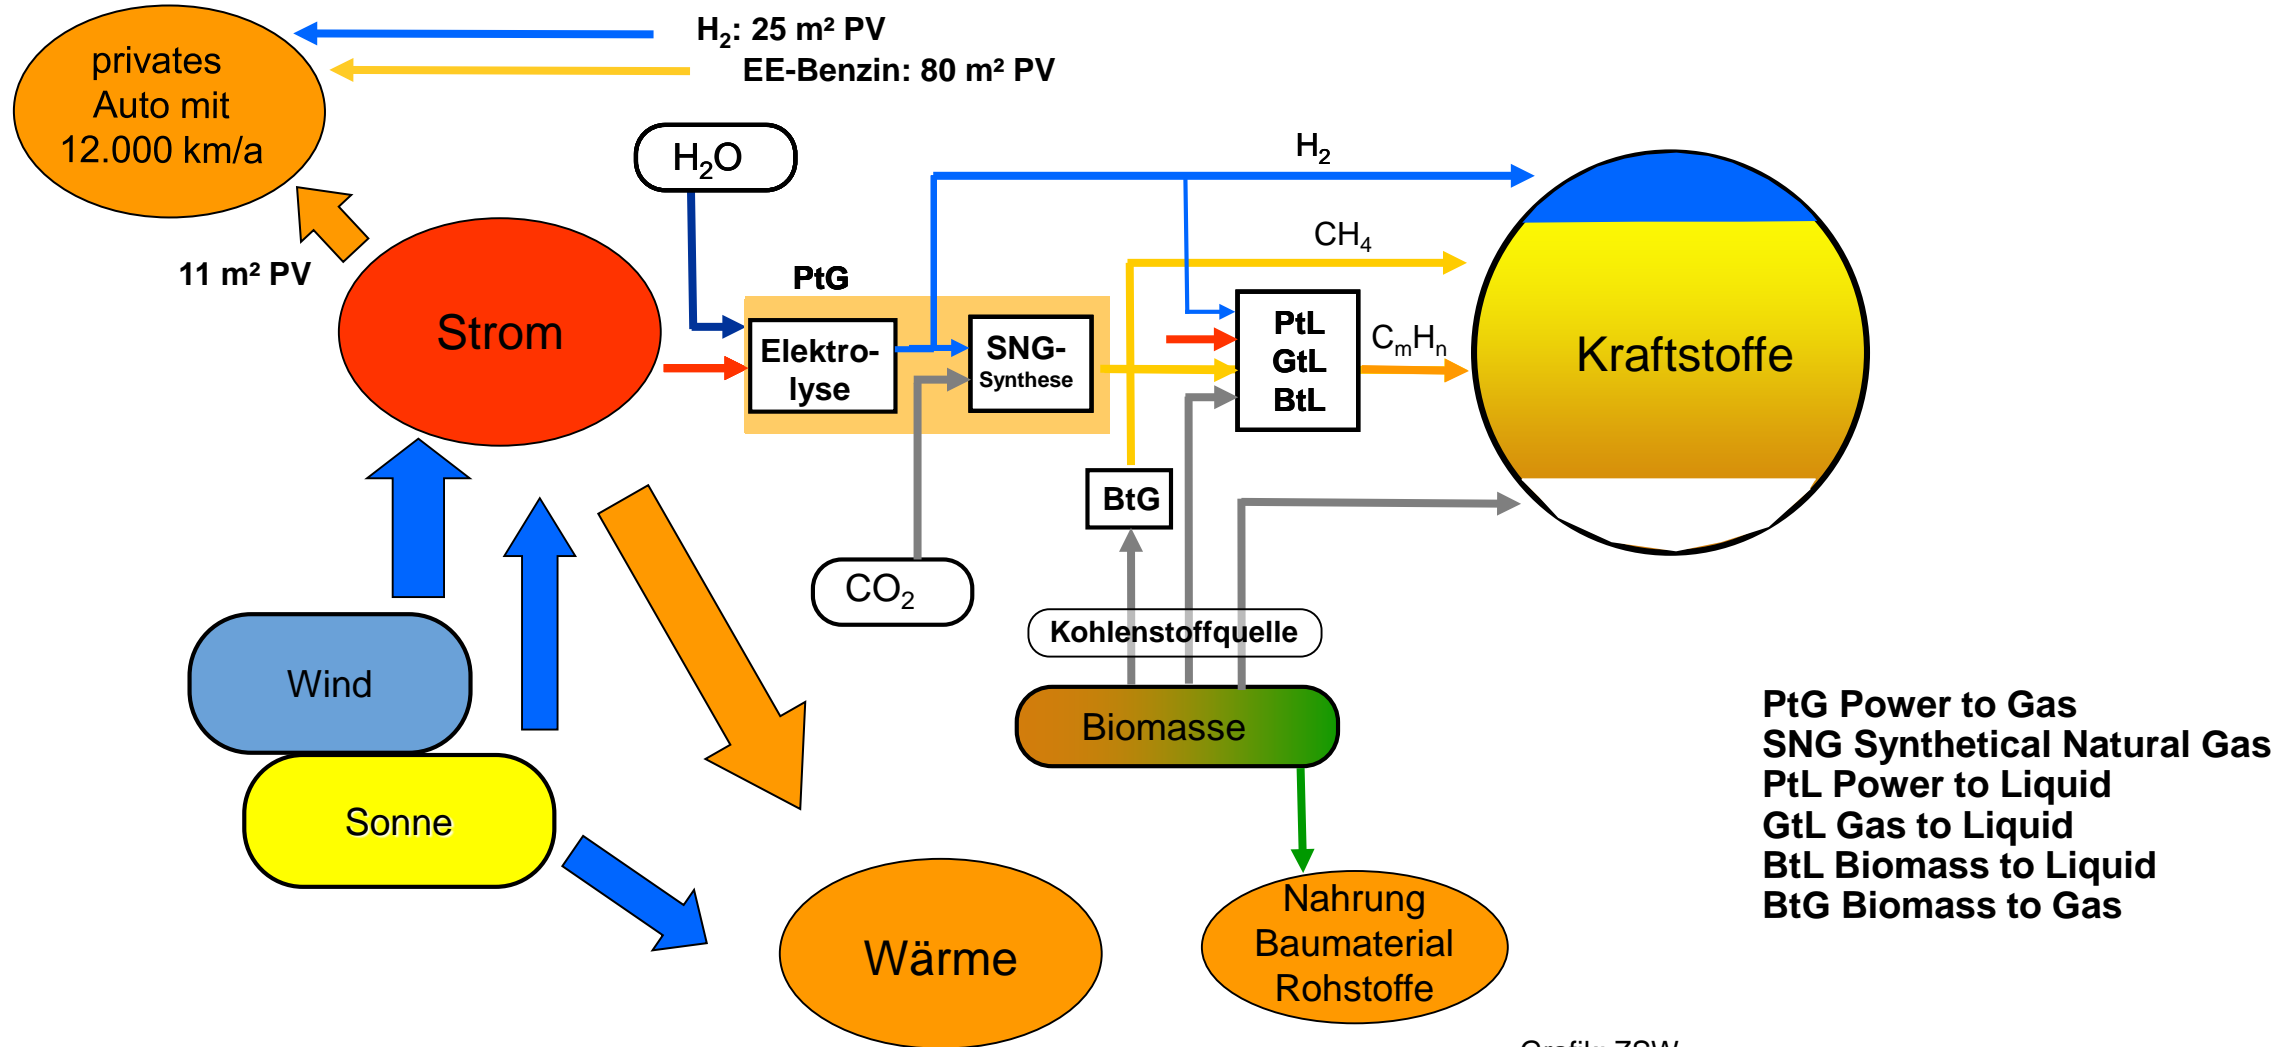 H₂: 25 m² PV
EE-Benzin: 80 m² PV
privates
Auto mit
12.000 km/a
11 m² PV
H₂O
H₂
CH₄
PtG
Strom
Elektro-
lyse
SNG-
Synthese
PtL
GtL
BtL
CₘHₙ
Kraftstoffe
BtG
CO₂
Kohlenstoffquelle
Wind
Biomasse
Sonne
Wärme
Nahrung
Baumaterial
Rohstoffe
PtG Power to Gas
SNG Synthetical Natural Gas
PtL Power to Liquid
GtL Gas to Liquid
BtL Biomass to Liquid
BtG Biomass to Gas
Grafik: ZSW